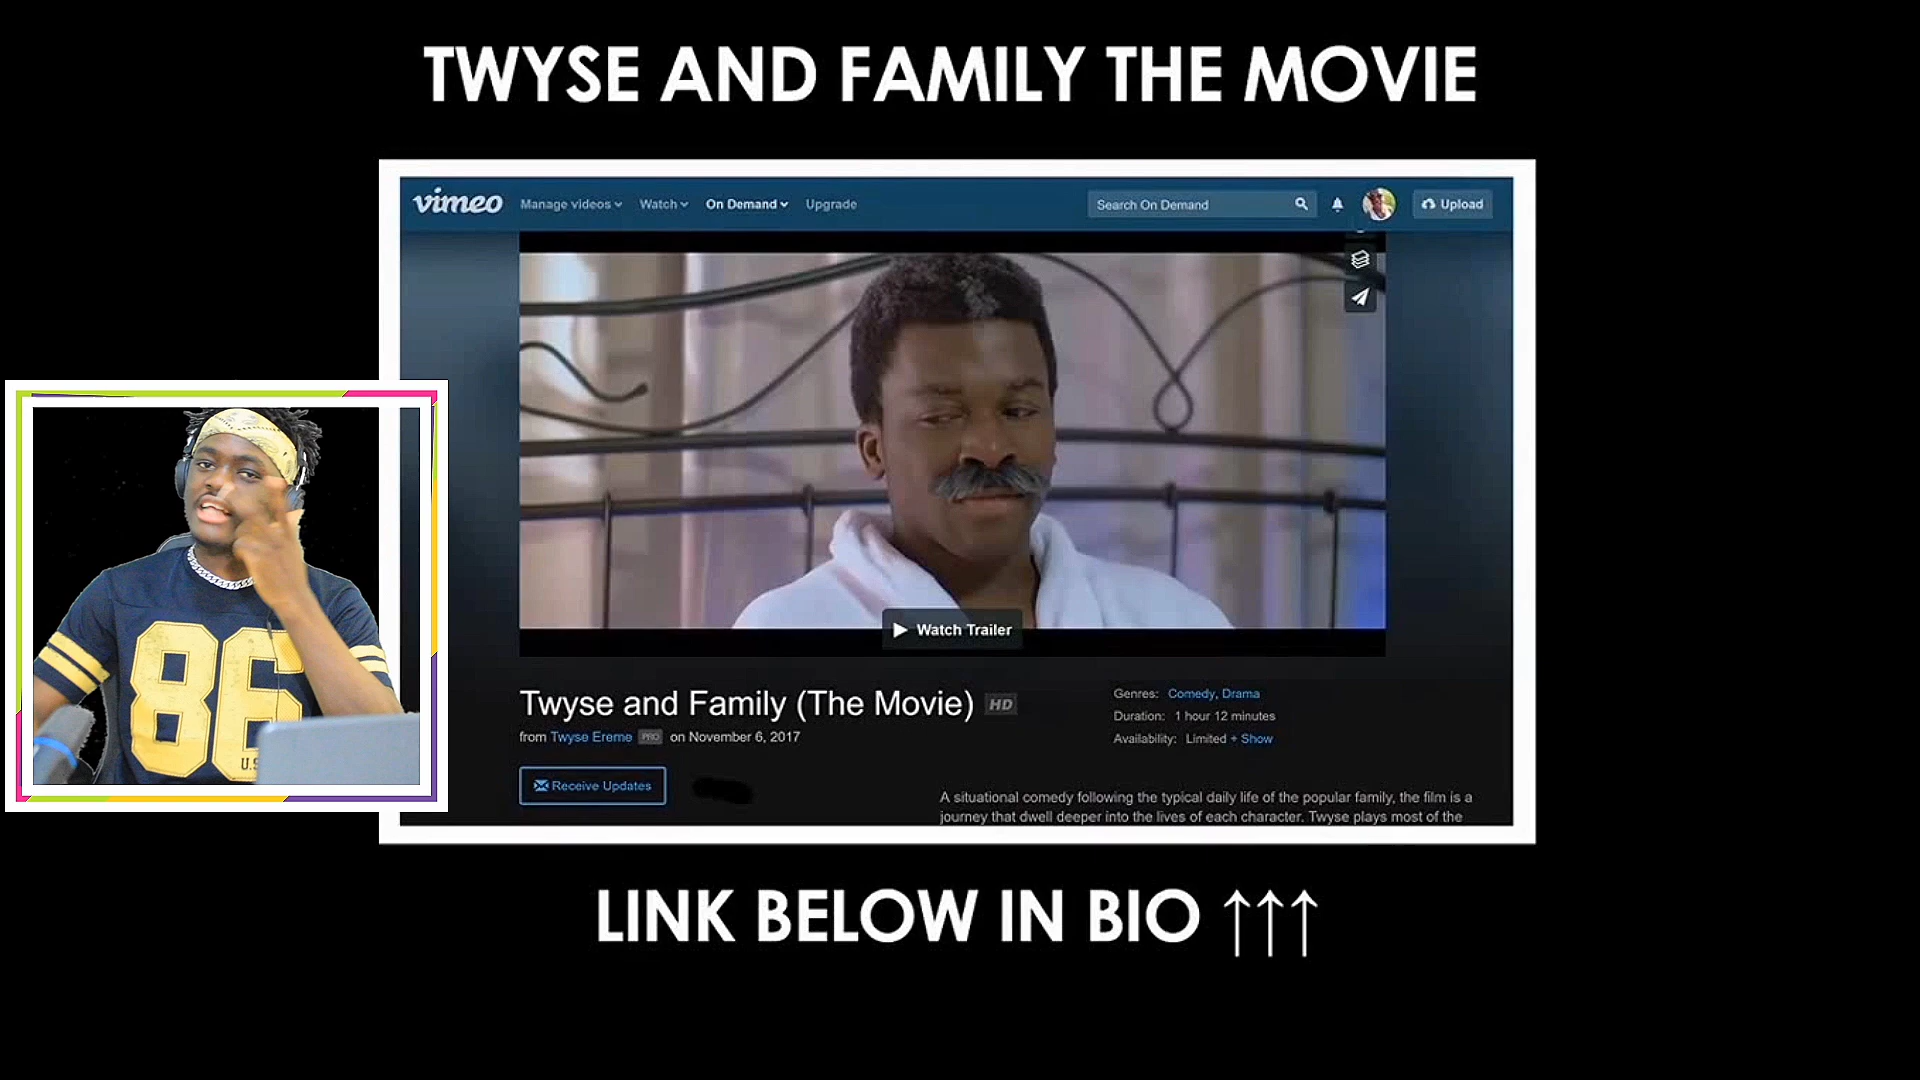 TWYSE AND FAMILY THE MOVIE
vimeo Manage videos Watch On Demand Upgrade Search On Demand Upload
Watch Trailer
86
U.S
Twyse and Family (The Movie) HD
from Twyse Ereme PRO on November 6, 2017
Genres: Comedy, Drama
Duration: 1 hour 12 minutes
Availability: Limited + Show
Receive Updates
A situational comedy following the typical daily life of the popular family, the film is a
journey that dwell deeper into the lives of each character. Twyse plays most of the
LINK BELOW IN BIO ↑↑↑